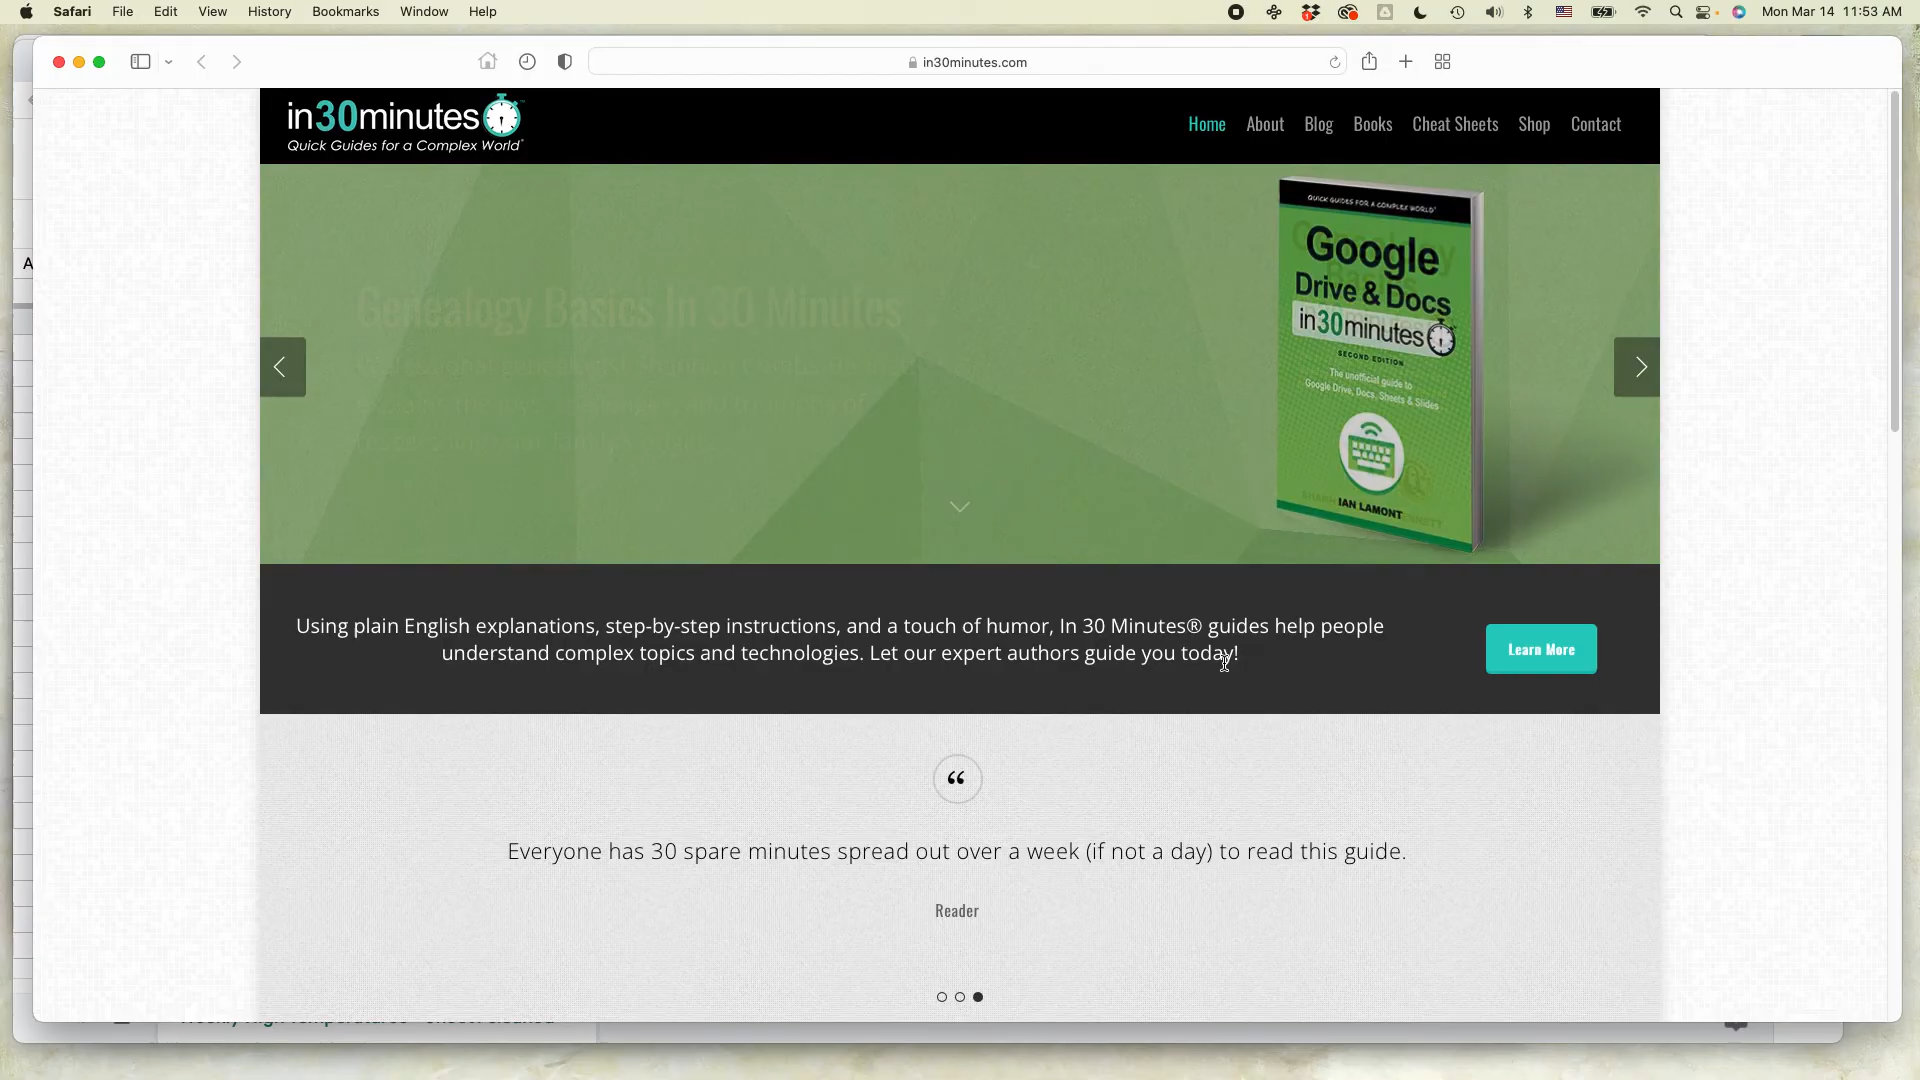 Safari File Edit View History Bookmarks Window Help
Mon Mar 14 11:53 AM
in30minutes.com
in30minutes™
Quick Guides for a Complex World®
Home About Blog Books Cheat Sheets Shop Contact
QUICK GUIDES FOR A COMPLEX WORLD®
Google
Drive & Docs
in30minutes
SECOND EDITION
The unofficial guide to
Google Drive, Docs, Sheets & Slides
IAN LAMONT
Genealogy Basics In 30 Minutes
A
Using plain English explanations, step-by-step instructions, and a touch of humor, In 30 Minutes® guides help people
understand complex topics and technologies. Let our expert authors guide you today!
Learn More
“
Everyone has 30 spare minutes spread out over a week (if not a day) to read this guide.
Reader